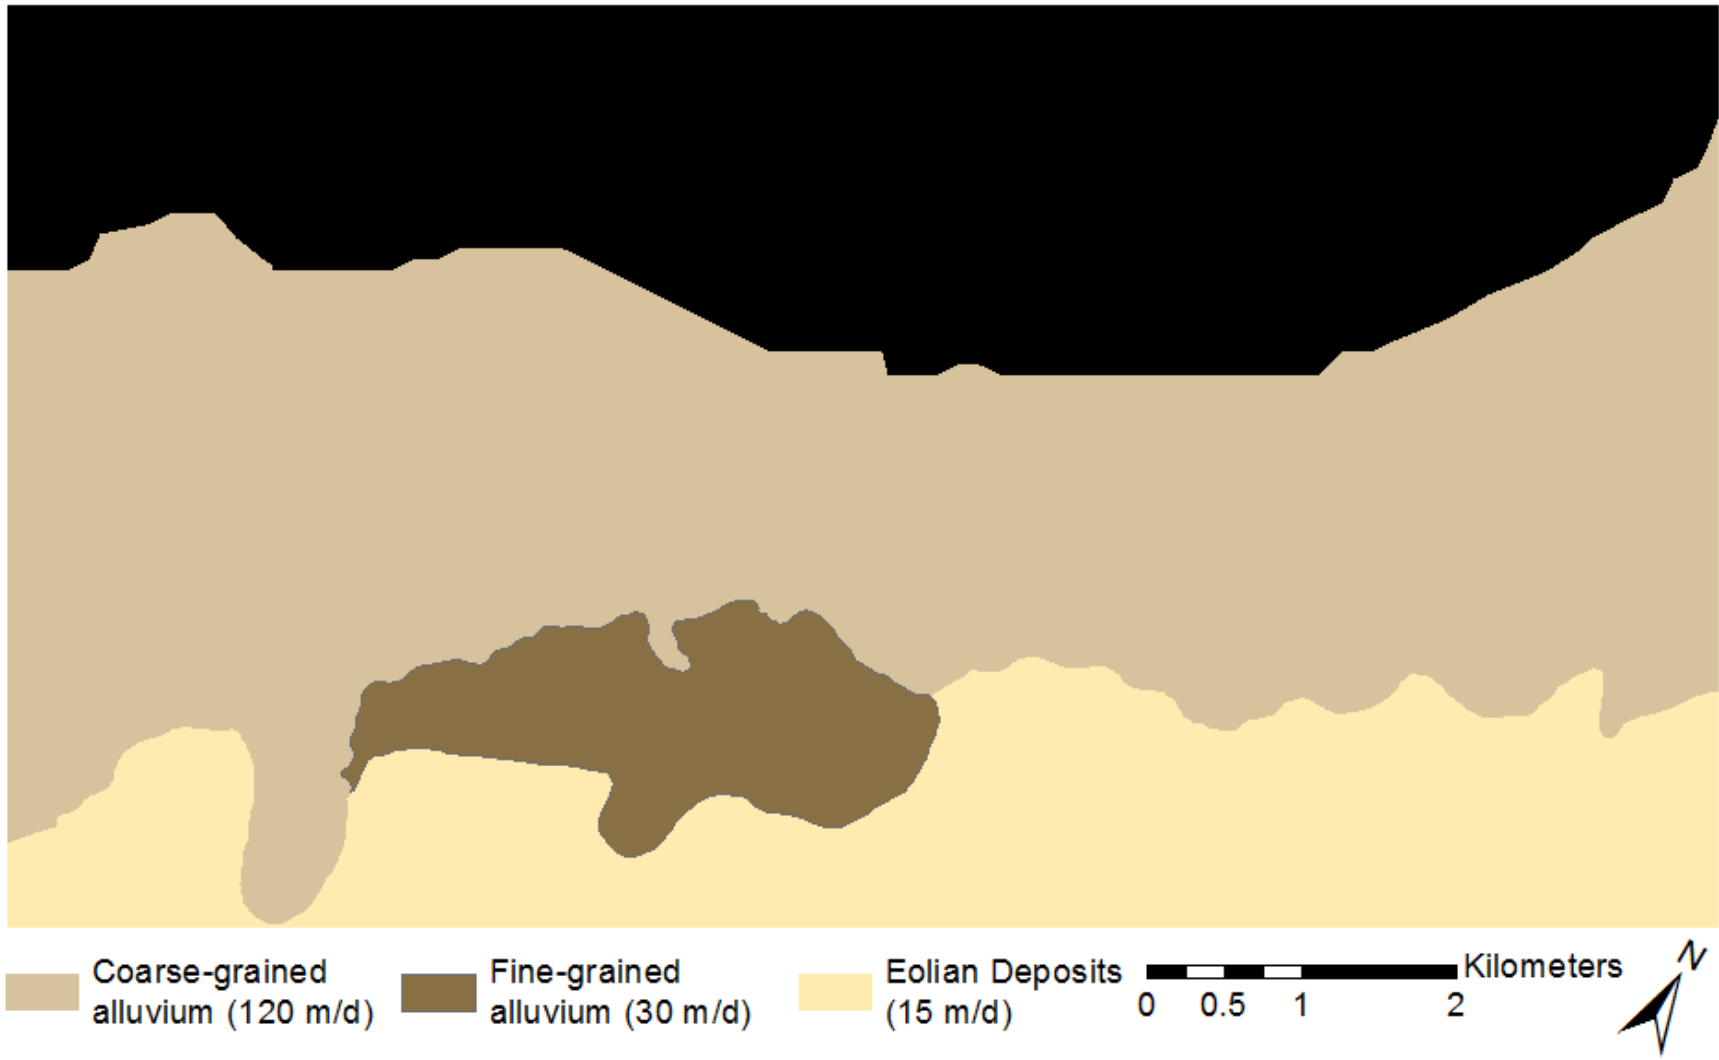 Coarse-grained
alluvium (120 m/d)
Fine-grained
alluvium (30 m/d)
Eolian Deposits
(15 m/d)
Kilometers
0 0.5 1 2
N